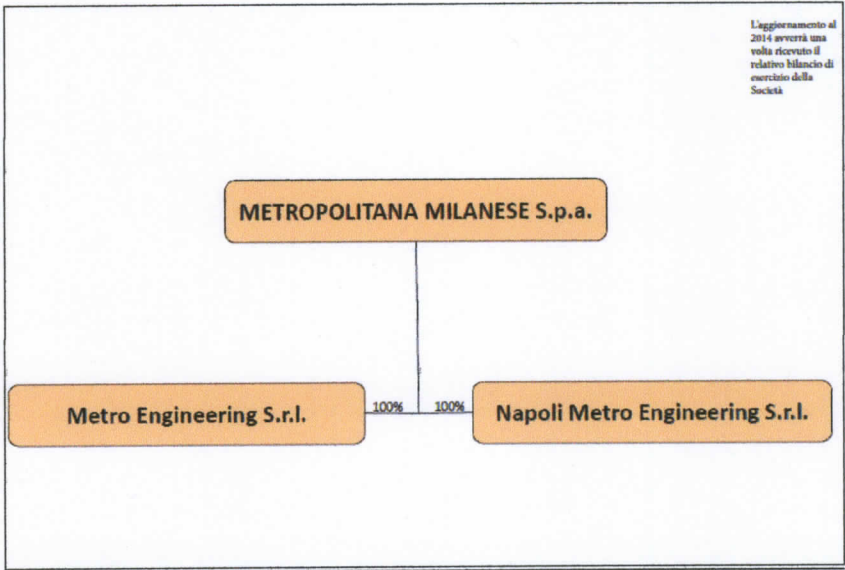 L'aggiornamento al
2014 avverrà una
volta ricevuto il
relativo bilancio di
esercizio della
Società
METROPOLITANA MILANESE S.p.a.
Metro Engineering S.r.l.
100%
100%
Napoli Metro Engineering S.r.l.